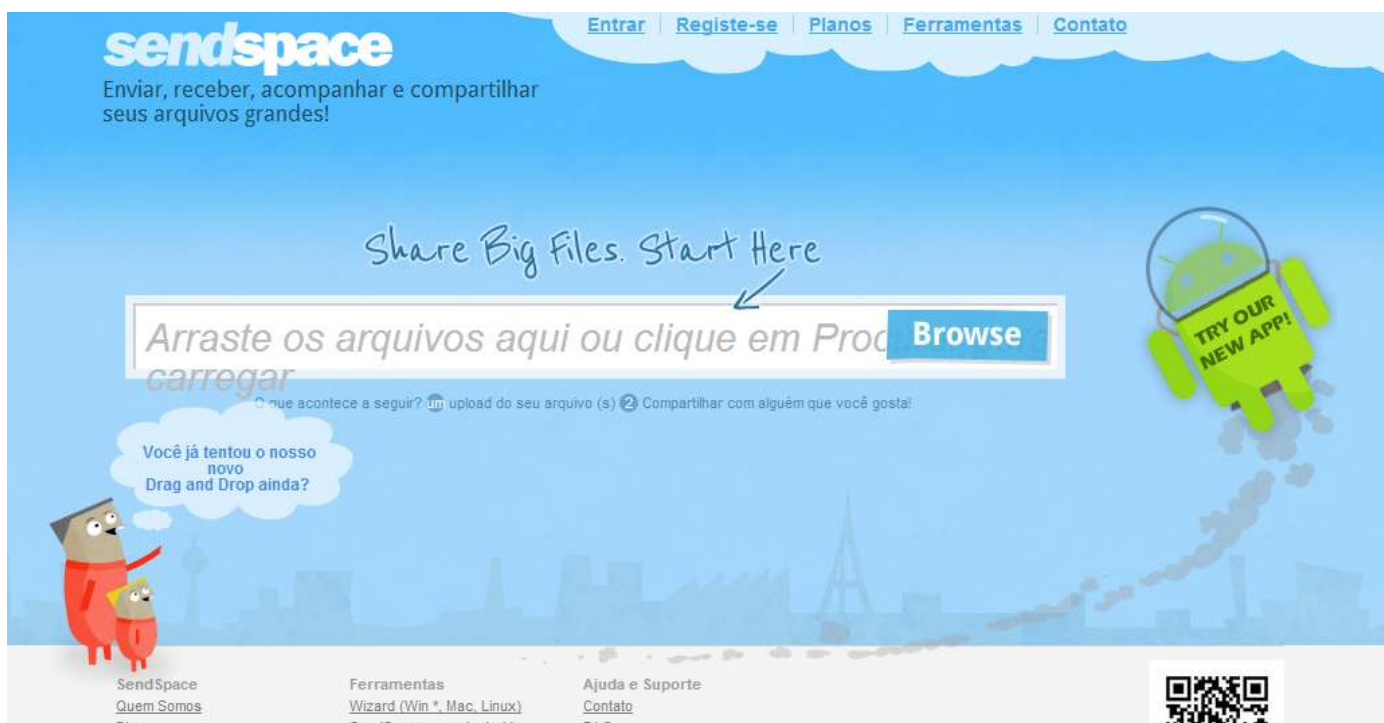 sendspace
Entrar | Registe-se | Planos | Ferramentas | Contato
Enviar, receber, acompanhar e compartilhar
seus arquivos grandes!
Share Big Files. Start Here
Arraste os arquivos aqui ou clique em
Browse
carregar
O que acontece a seguir? um upload do seu arquivo (s) 2 Compartilhar com alguém que você gosta!
TRY OUR
NEW APP!
Você já tentou o nosso
novo
Drag and Drop ainda?
SendSpace
Ferramentas
Ajuda e Suporte
Quem Somos
Wizard (Win *, Mac, Linux)
Contato